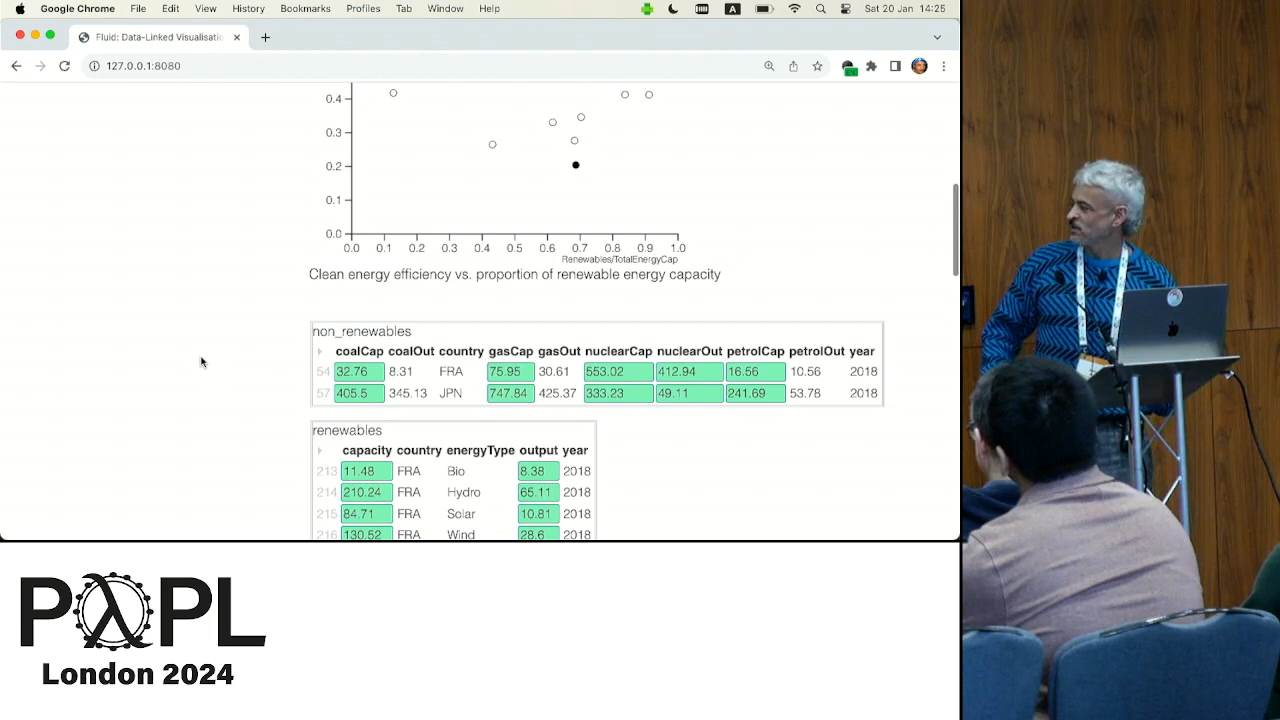 Google Chrome File Edit View History Bookmarks Profiles Tab Window Help A Sat 20 Jan 14:25
Fluid: Data-Linked Visualisatio
127.0.0.1:8080
EN
0.4
0.3
0.2
0.1
0.0
0.0 0.1 0.2 0.3 0.4 0.5 0.6 0.7 0.8 0.9 1.0
Renewables/TotalEnergyCap
Clean energy efficiency vs. proportion of renewable energy capacity
non_renewables
coalCap coalOut country gasCap gasOut nuclearCap nuclearOut petrolCap petrolOut year
54 32.76 8.31 FRA 75.95 30.61 553.02 412.94 16.56 10.56 2018
57 405.5 345.13 JPN 747.84 425.37 333.23 49.11 241.69 53.78 2018
renewables
capacity country energyType output year
213 11.48 FRA Bio 8.38 2018
214 210.24 FRA Hydro 65.11 2018
215 84.71 FRA Solar 10.81 2018
216 130.52 FRA Wind 28.6 2018
PλPL
London 2024